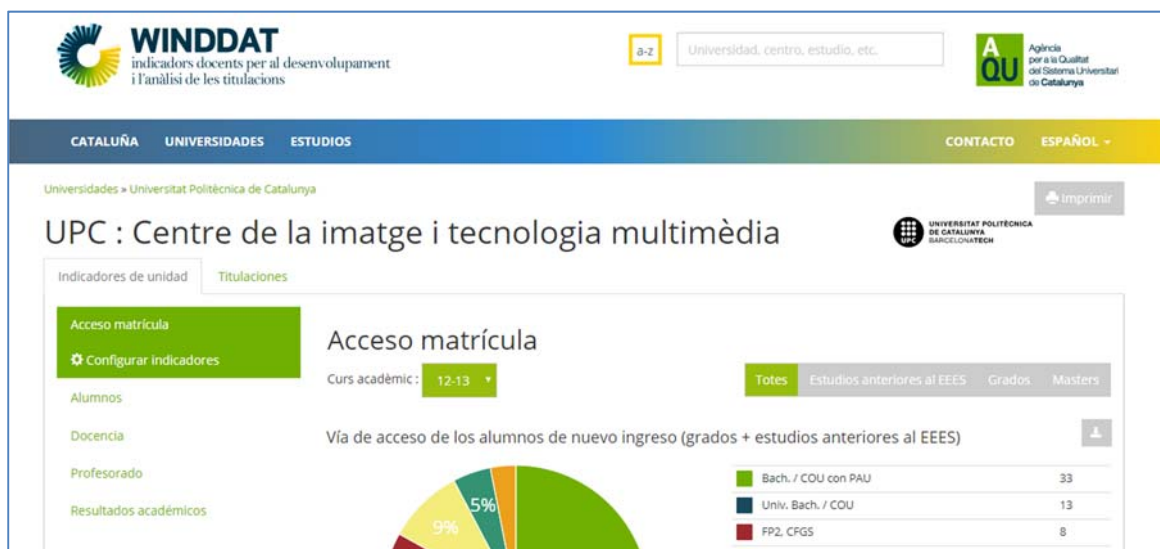 WINDDAT
indicadors docents per al desenvolupament
i l'anàlisi de les titulacions
a-z
Universidad, centro, estudio, etc.
AQU
Agència
per a la Qualitat
del Sistema Universitari
de Catalunya
CATALUÑA UNIVERSIDADES ESTUDIOS CONTACTO ESPAÑOL
Universidades » Universitat Politècnica de Catalunya
Imprimir
UPC : Centre de la imatge i tecnologia multimèdia
UPC
UNIVERSITAT POLITÈCNICA
DE CATALUNYA
BARCELONATECH
Indicadores de unidad Titulaciones
Acceso matrícula
Configurar indicadores
Alumnos
Docencia
Profesorado
Resultados académicos
Acceso matrícula
Curs acadèmic : 12-13
Totes Estudios anteriores al EEES Grados Masters
Vía de acceso de los alumnos de nuevo ingreso (grados + estudios anteriores al EEES)
5%
9%
Bach. / COU con PAU 33
Univ. Bach. / COU 13
FP2, CFGS 8